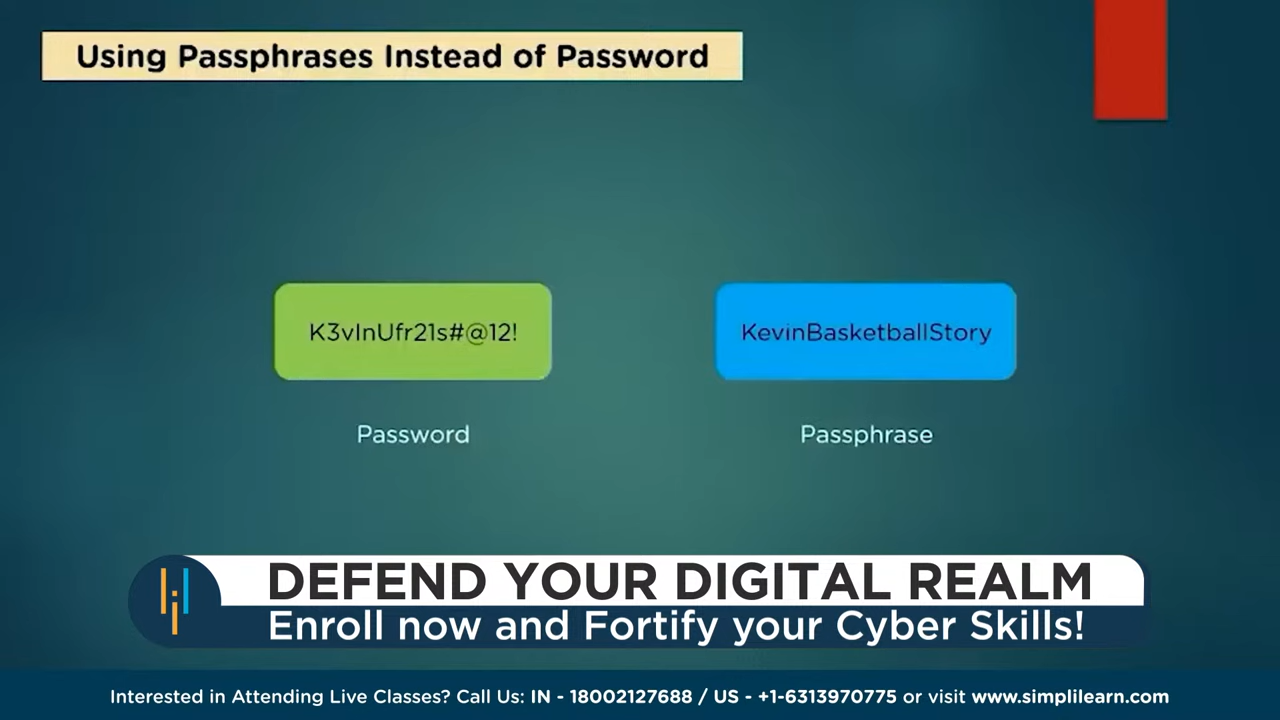 Using Passphrases Instead of Password
K3vInUfr21s#@12!
KevinBasketballStory
Password
Passphrase
DEFEND YOUR DIGITAL REALM
Enroll now and Fortify your Cyber Skills!
Interested in Attending Live Classes? Call Us: IN - 18002127688 / US - +1-6313970775 or visit www.simplilearn.com